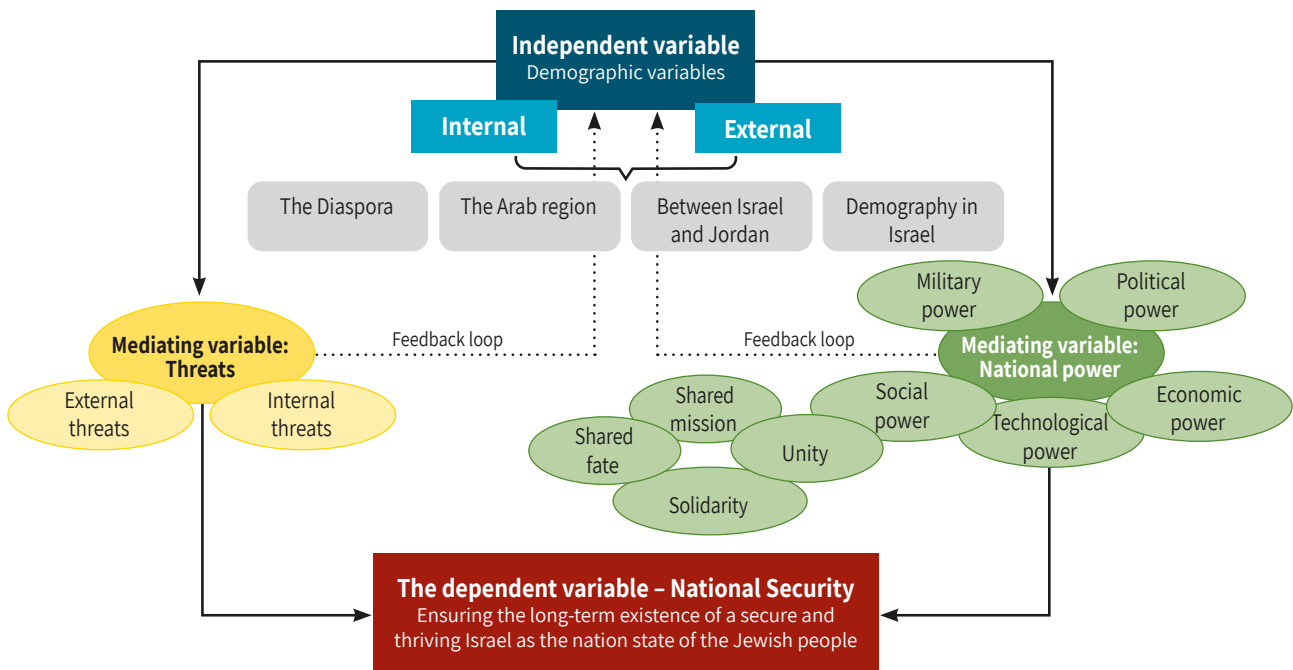 Independent variable
Demographic variables
Internal
External
The Diaspora
The Arab region
Between Israel
and Jordan
Demography in
Israel
Military
power
Political
power
Mediating variable:
Threats
Feedback loop
Feedback loop
Mediating variable:
National power
External
threats
Internal
threats
Shared
mission
Social
power
Economic
power
Technological
power
Shared
fate
Unity
Solidarity
The dependent variable – National Security
Ensuring the long-term existence of a secure and
thriving Israel as the nation state of the Jewish people